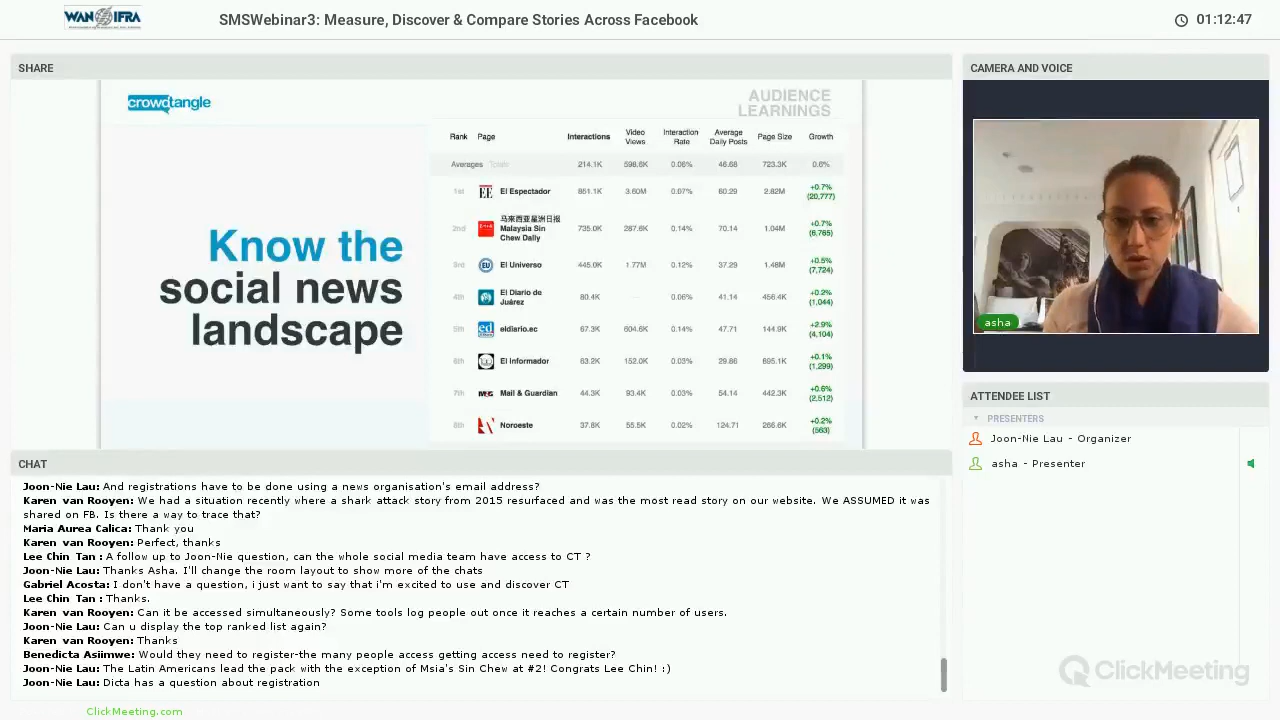 WAN IFRA
SMSWebinar3: Measure, Discover & Compare Stories Across Facebook
01:12:47
SHARE
crowdtangle
AUDIENCE
LEARNINGS
Know the
social news
landscape
Rank Page Interactions Video Views Interaction Rate Average Daily Posts Page Size Growth
Averages Totals 214.1K 598.6K 0.06% 46.68 723.3K 0.6%
1st El Espectador 851.1K 3.60M 0.07% 60.29 2.82M +0.7% (20,777)
2nd 马来西亚星洲日报 Malaysia Sin Chew Daily 735.0K 287.6K 0.14% 70.14 1.04M +0.7% (6,765)
3rd El Universo 445.0K 1.77M 0.12% 37.29 1.48M +0.5% (7,724)
4th El Diario de Juárez 80.4K 0.06% 41.14 456.4K +0.2% (1,044)
5th eldiario.ec 67.3K 604.6K 0.14% 47.71 144.9K +2.9% (4,104)
6th El Informador 63.2K 152.0K 0.03% 29.86 695.1K +0.1% (1,299)
7th Mail & Guardian 44.3K 93.4K 0.03% 54.14 442.3K +0.6% (2,512)
8th Noroeste 37.8K 55.5K 0.02% 124.71 266.6K +0.2% (563)
CAMERA AND VOICE
asha
ATTENDEE LIST
PRESENTERS
Joon-Nie Lau - Organizer
asha - Presenter
CHAT
Joon-Nie Lau: And registrations have to be done using a news organisation's email address?
Karen van Rooyen: We had a situation recently where a shark attack story from 2015 resurfaced and was the most read story on our website. We ASSUMED it was
shared on FB. Is there a way to trace that?
Maria Aurea Calica: Thank you
Karen van Rooyen: Perfect, thanks
Lee Chin Tan : A follow up to Joon-Nie question, can the whole social media team have access to CT ?
Joon-Nie Lau: Thanks Asha. I'll change the room layout to show more of the chats
Gabriel Acosta: I don't have a question, i just want to say that i'm excited to use and discover CT
Lee Chin Tan : Thanks.
Karen van Rooyen: Can it be accessed simultaneously? Some tools log people out once it reaches a certain number of users.
Joon-Nie Lau: Can u display the top ranked list again?
Karen van Rooyen: Thanks
Benedicta Asiimwe: Would they need to register-the many people access getting access need to register?
Joon-Nie Lau: The Latin Americans lead the pack with the exception of Msia's Sin Chew at #2! Congrats Lee Chin! :)
Joon-Nie Lau: Dicta has a question about registration
ClickMeeting
ClickMeeting.com